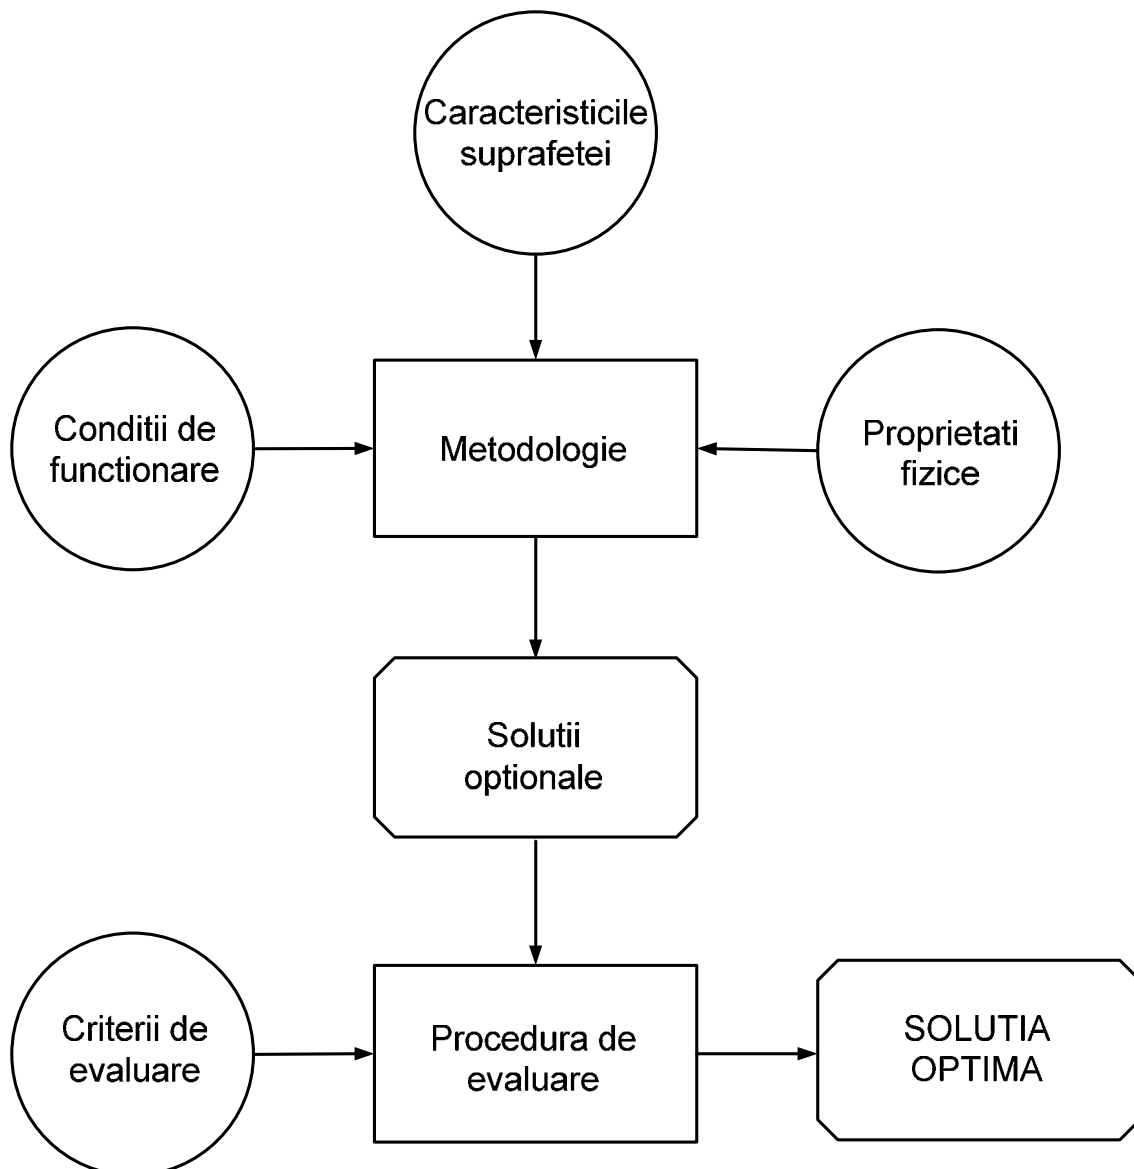 Caracteristicile
suprafetei
Conditii de
functionare
Metodologie
Proprietati
fizice
Solutii
optionale
Criterii de
evaluare
Procedura de
evaluare
SOLUTIA
OPTIMA